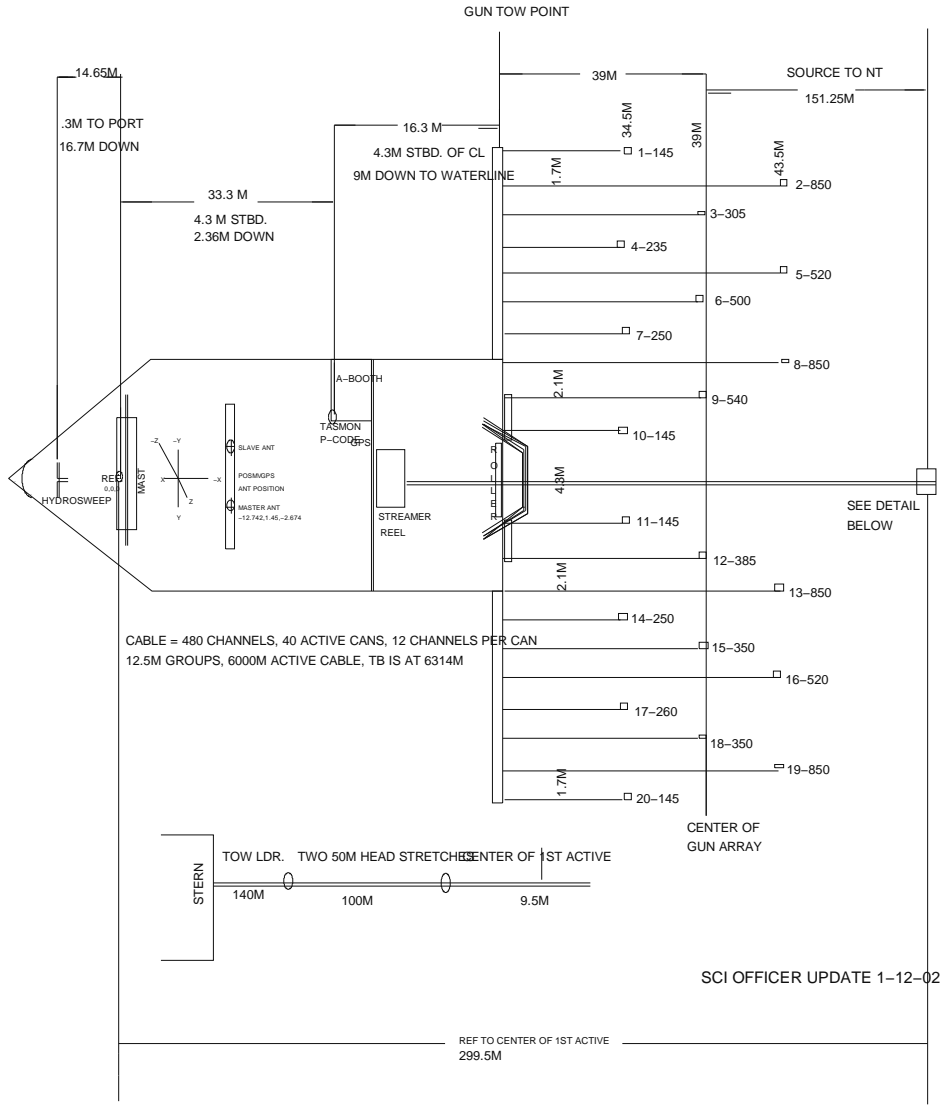 GUN TOW POINT
14.65M
39M
SOURCE TO NT
151.25M
.3M TO PORT
16.7M DOWN
16.3 M
4.3M STBD. OF CL
9M DOWN TO WATERLINE
34.5M
39M
43.5M
1.7M
1−145
2−850
33.3 M
4.3 M STBD.
2.36M DOWN
3−305
4−235
5−520
6−500
7−250
8−850
A−BOOTH
2.1M
9−540
TASMON
P−CODE
GPS
10−145
−Z
−Y
SLAVE ANT
X
−X
Z
Y
REF
0,0,0
MAST
HYDROSWEEP
POSMVGPS
ANT POSITION
MASTER ANT
−12.742,1.45,−2.674
STREAMER
REEL
ROLLER
4.3M
SEE DETAIL
BELOW
11−145
12−385
2.1M
13−850
14−250
CABLE = 480 CHANNELS, 40 ACTIVE CANS, 12 CHANNELS PER CAN
12.5M GROUPS, 6000M ACTIVE CABLE, TB IS AT 6314M
15−350
16−520
17−260
18−350
19−850
1.7M
20−145
CENTER OF
GUN ARRAY
STERN
TOW LDR.
TWO 50M HEAD STRETCHES
CENTER OF 1ST ACTIVE
140M
100M
9.5M
SCI OFFICER UPDATE 1−12−02
REF TO CENTER OF 1ST ACTIVE
299.5M